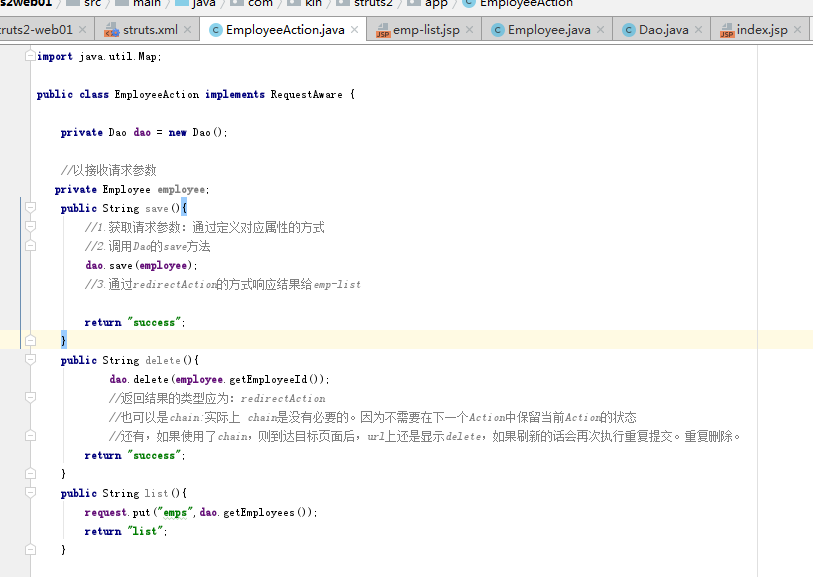 s2web01 src main java com kin struts2 app EmployeeAction
truts2-web01 struts.xml EmployeeAction.java emp-list.jsp Employee.java Dao.java index.jsp
import java.util.Map;
public class EmployeeAction implements RequestAware {
private Dao dao = new Dao();
//以接收请求参数
private Employee employee;
public String save(){
//1.获取请求参数：通过定义对应属性的方式
//2.调用Dao的save方法
dao.save(employee);
//3.通过redirectAction的方式响应结果给emp-list
return "success";
}
public String delete(){
dao.delete(employee.getEmployeeId());
//返回结果的类型应为：redirectAction
//也可以是chain:实际上 chain是没有必要的。因为不需要在下一个Action中保留当前Action的状态
//还有，如果使用了chain，则到达目标页面后，url上还是显示delete，如果刷新的话会再次执行重复提交。重复删除。
return "success";
}
public String list(){
request.put("emps",dao.getEmployees());
return "list";
}